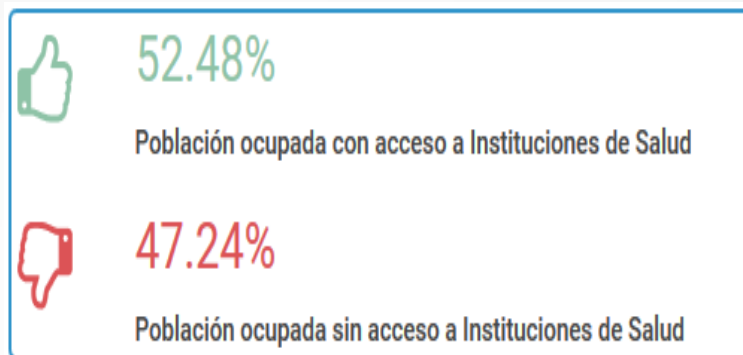 52.48%
Población ocupada con acceso a Instituciones de Salud
47.24%
Población ocupada sin acceso a Instituciones de Salud